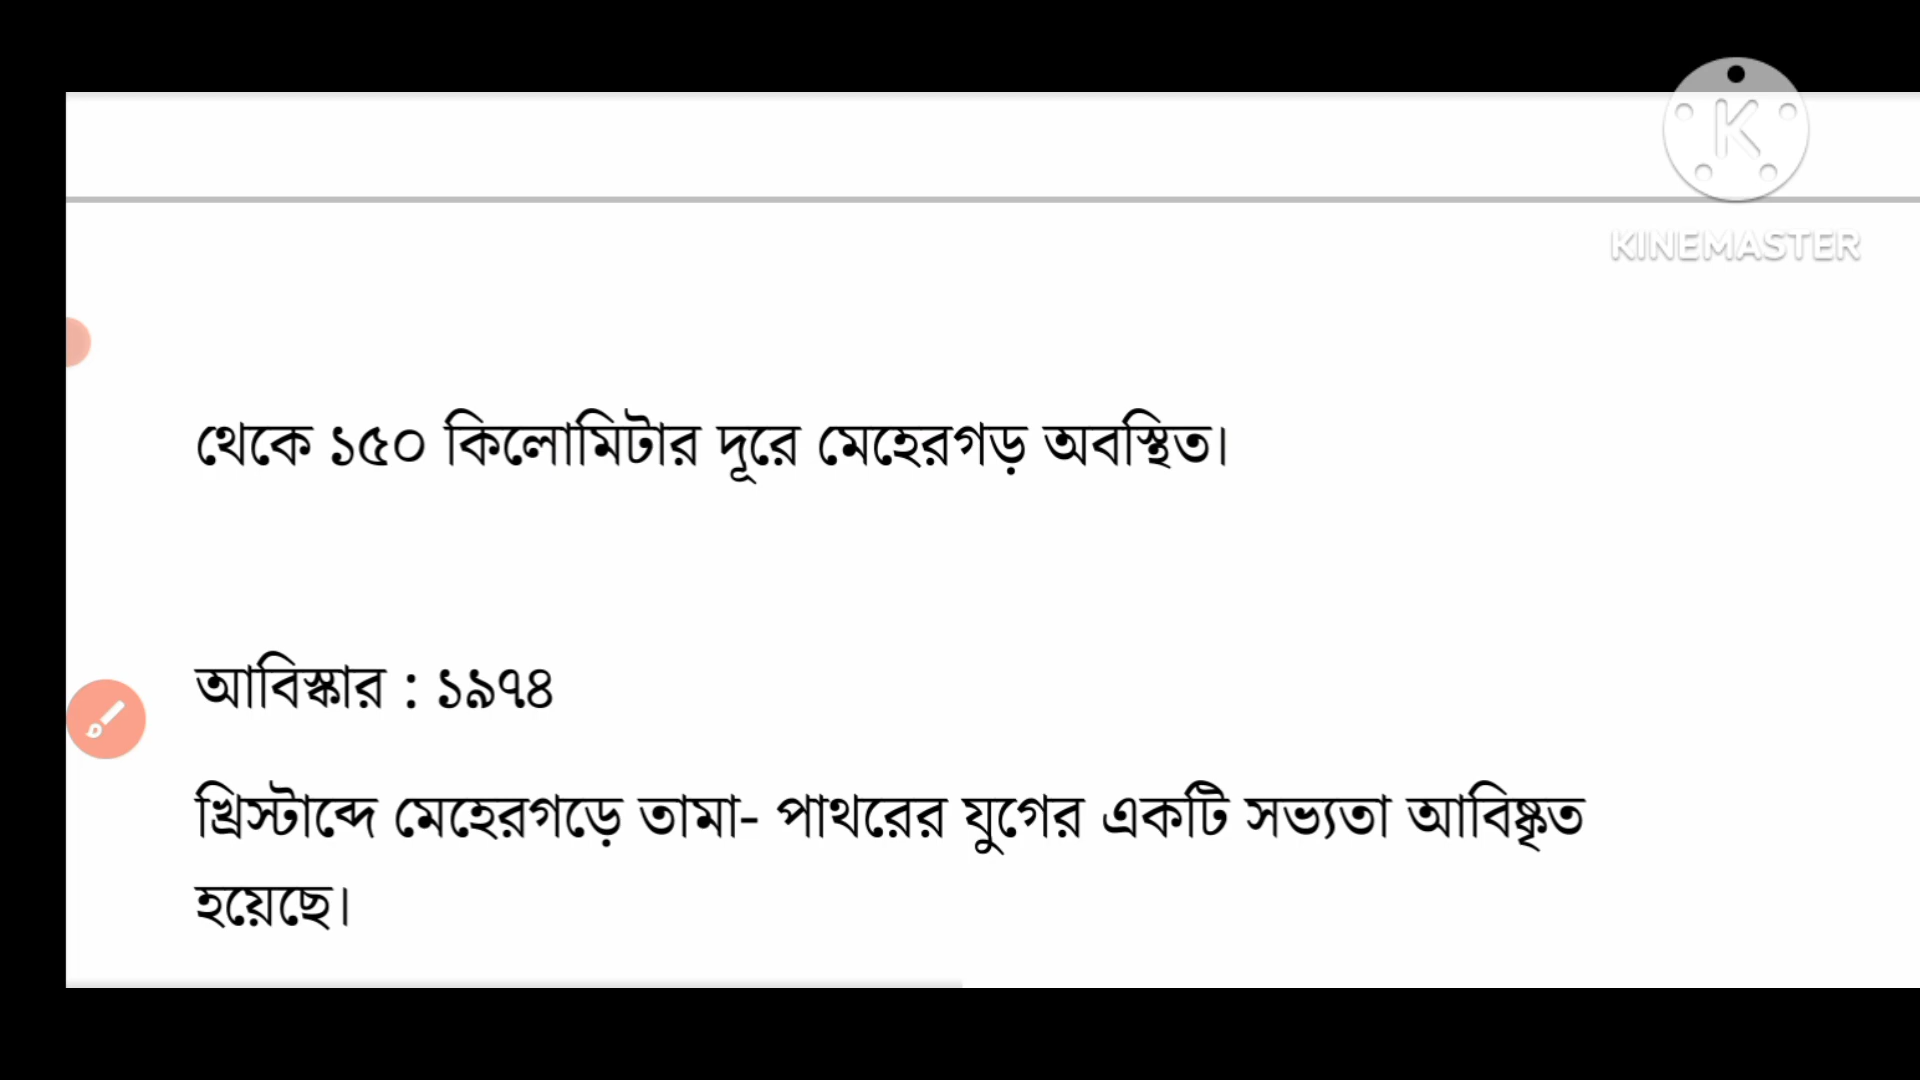 K
KINEMASTER
থেকে ১৫০ কিলোমিটার দূরে মেহেরগড় অবস্থিত।
আবিস্কার : ১৯৭৪
খ্রিস্টাব্দে মেহেরগড়ে তামা- পাথরের যুগের একটি সভ্যতা আবিষ্কৃত
হয়েছে।